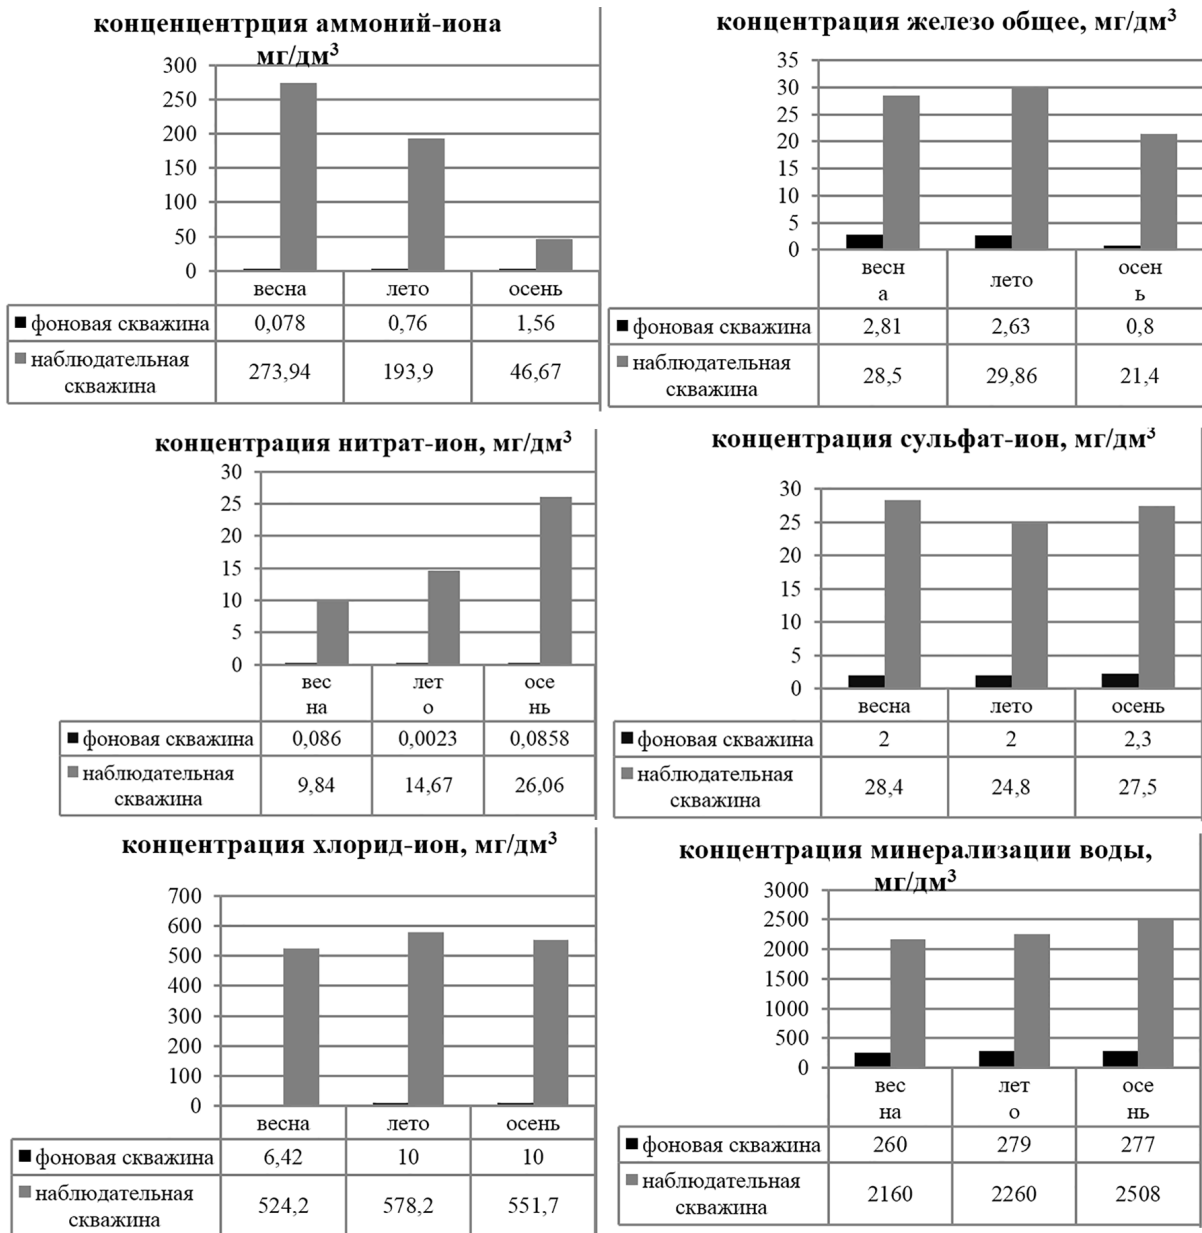 конценцентрция аммоний-иона
мг/дм³
300
250
200
150
100
50
0
весна лето осень
фоновая скважина 0,078 0,76 1,56
наблюдательная
скважина 273,94 193,9 46,67
концентрация железо общее, мг/дм³
35
30
25
20
15
10
5
0
весн
а лето осен
ь
фоновая скважина 2,81 2,63 0,8
наблюдательная
скважина 28,5 29,86 21,4
концентрация нитрат-ион, мг/дм³
30
25
20
15
10
5
0
вес лет осе
на о нь
фоновая скважина 0,086 0,0023 0,0858
наблюдательная
скважина 9,84 14,67 26,06
концентрация сульфат-ион, мг/дм³
30
25
20
15
10
5
0
весна лето осень
фоновая скважина 2 2 2,3
наблюдательная
скважина 28,4 24,8 27,5
концентрация хлорид-ион, мг/дм³
700
600
500
400
300
200
100
0
весна лето осень
фоновая скважина 6,42 10 10
наблюдательная
скважина 524,2 578,2 551,7
концентрация минерализации воды,
мг/дм³
3000
2500
2000
1500
1000
500
0
вес лет осе
на о нь
фоновая скважина 260 279 277
наблюдательная
скважина 2160 2260 2508